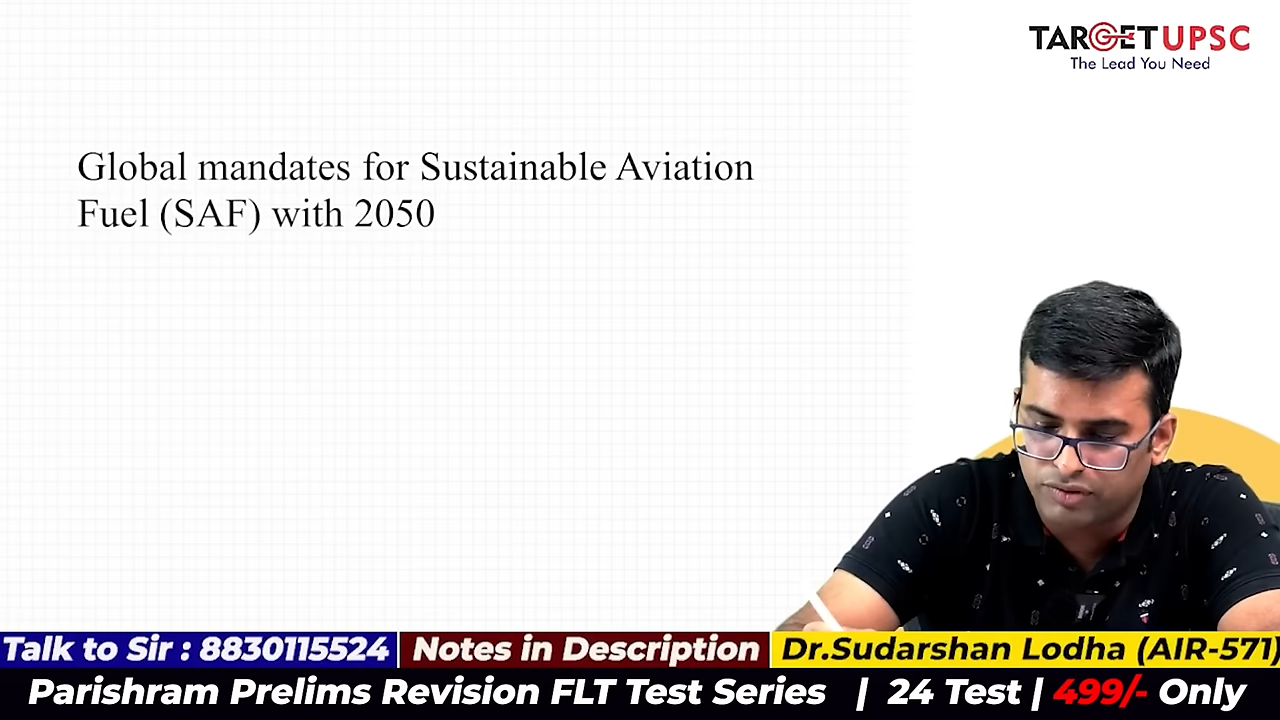 TARGETUPSC
The Lead You Need
Global mandates for Sustainable Aviation
Fuel (SAF) with 2050
Talk to Sir : 8830115524 Notes in Description Dr.Sudarshan Lodha (AIR-571)
Parishram Prelims Revision FLT Test Series | 24 Test | 499/- Only